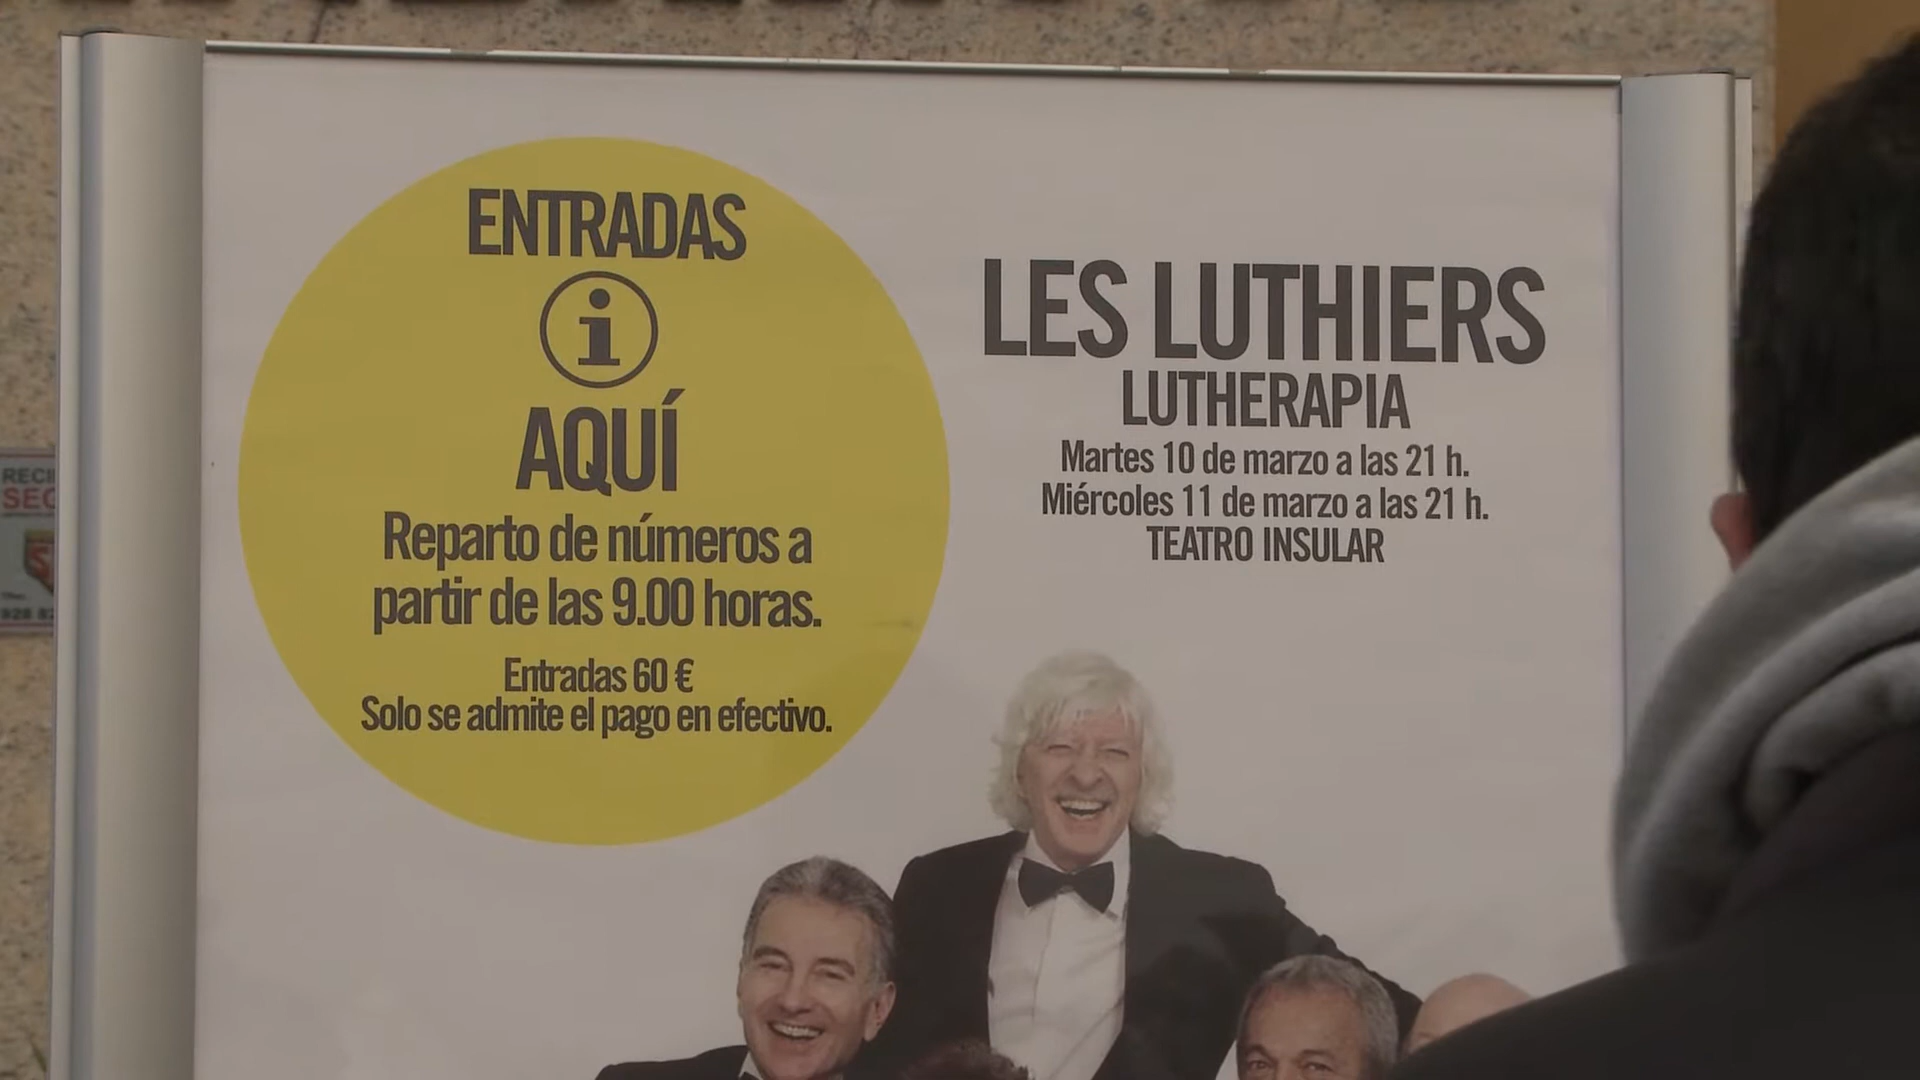 ENTRADAS
i
AQUÍ
Reparto de números a
partir de las 9.00 horas.
Entradas 60 €
Solo se admite el pago en efectivo.
LES LUTHIERS
LUTHERAPIA
Martes 10 de marzo a las 21 h.
Miércoles 11 de marzo a las 21 h.
TEATRO INSULAR